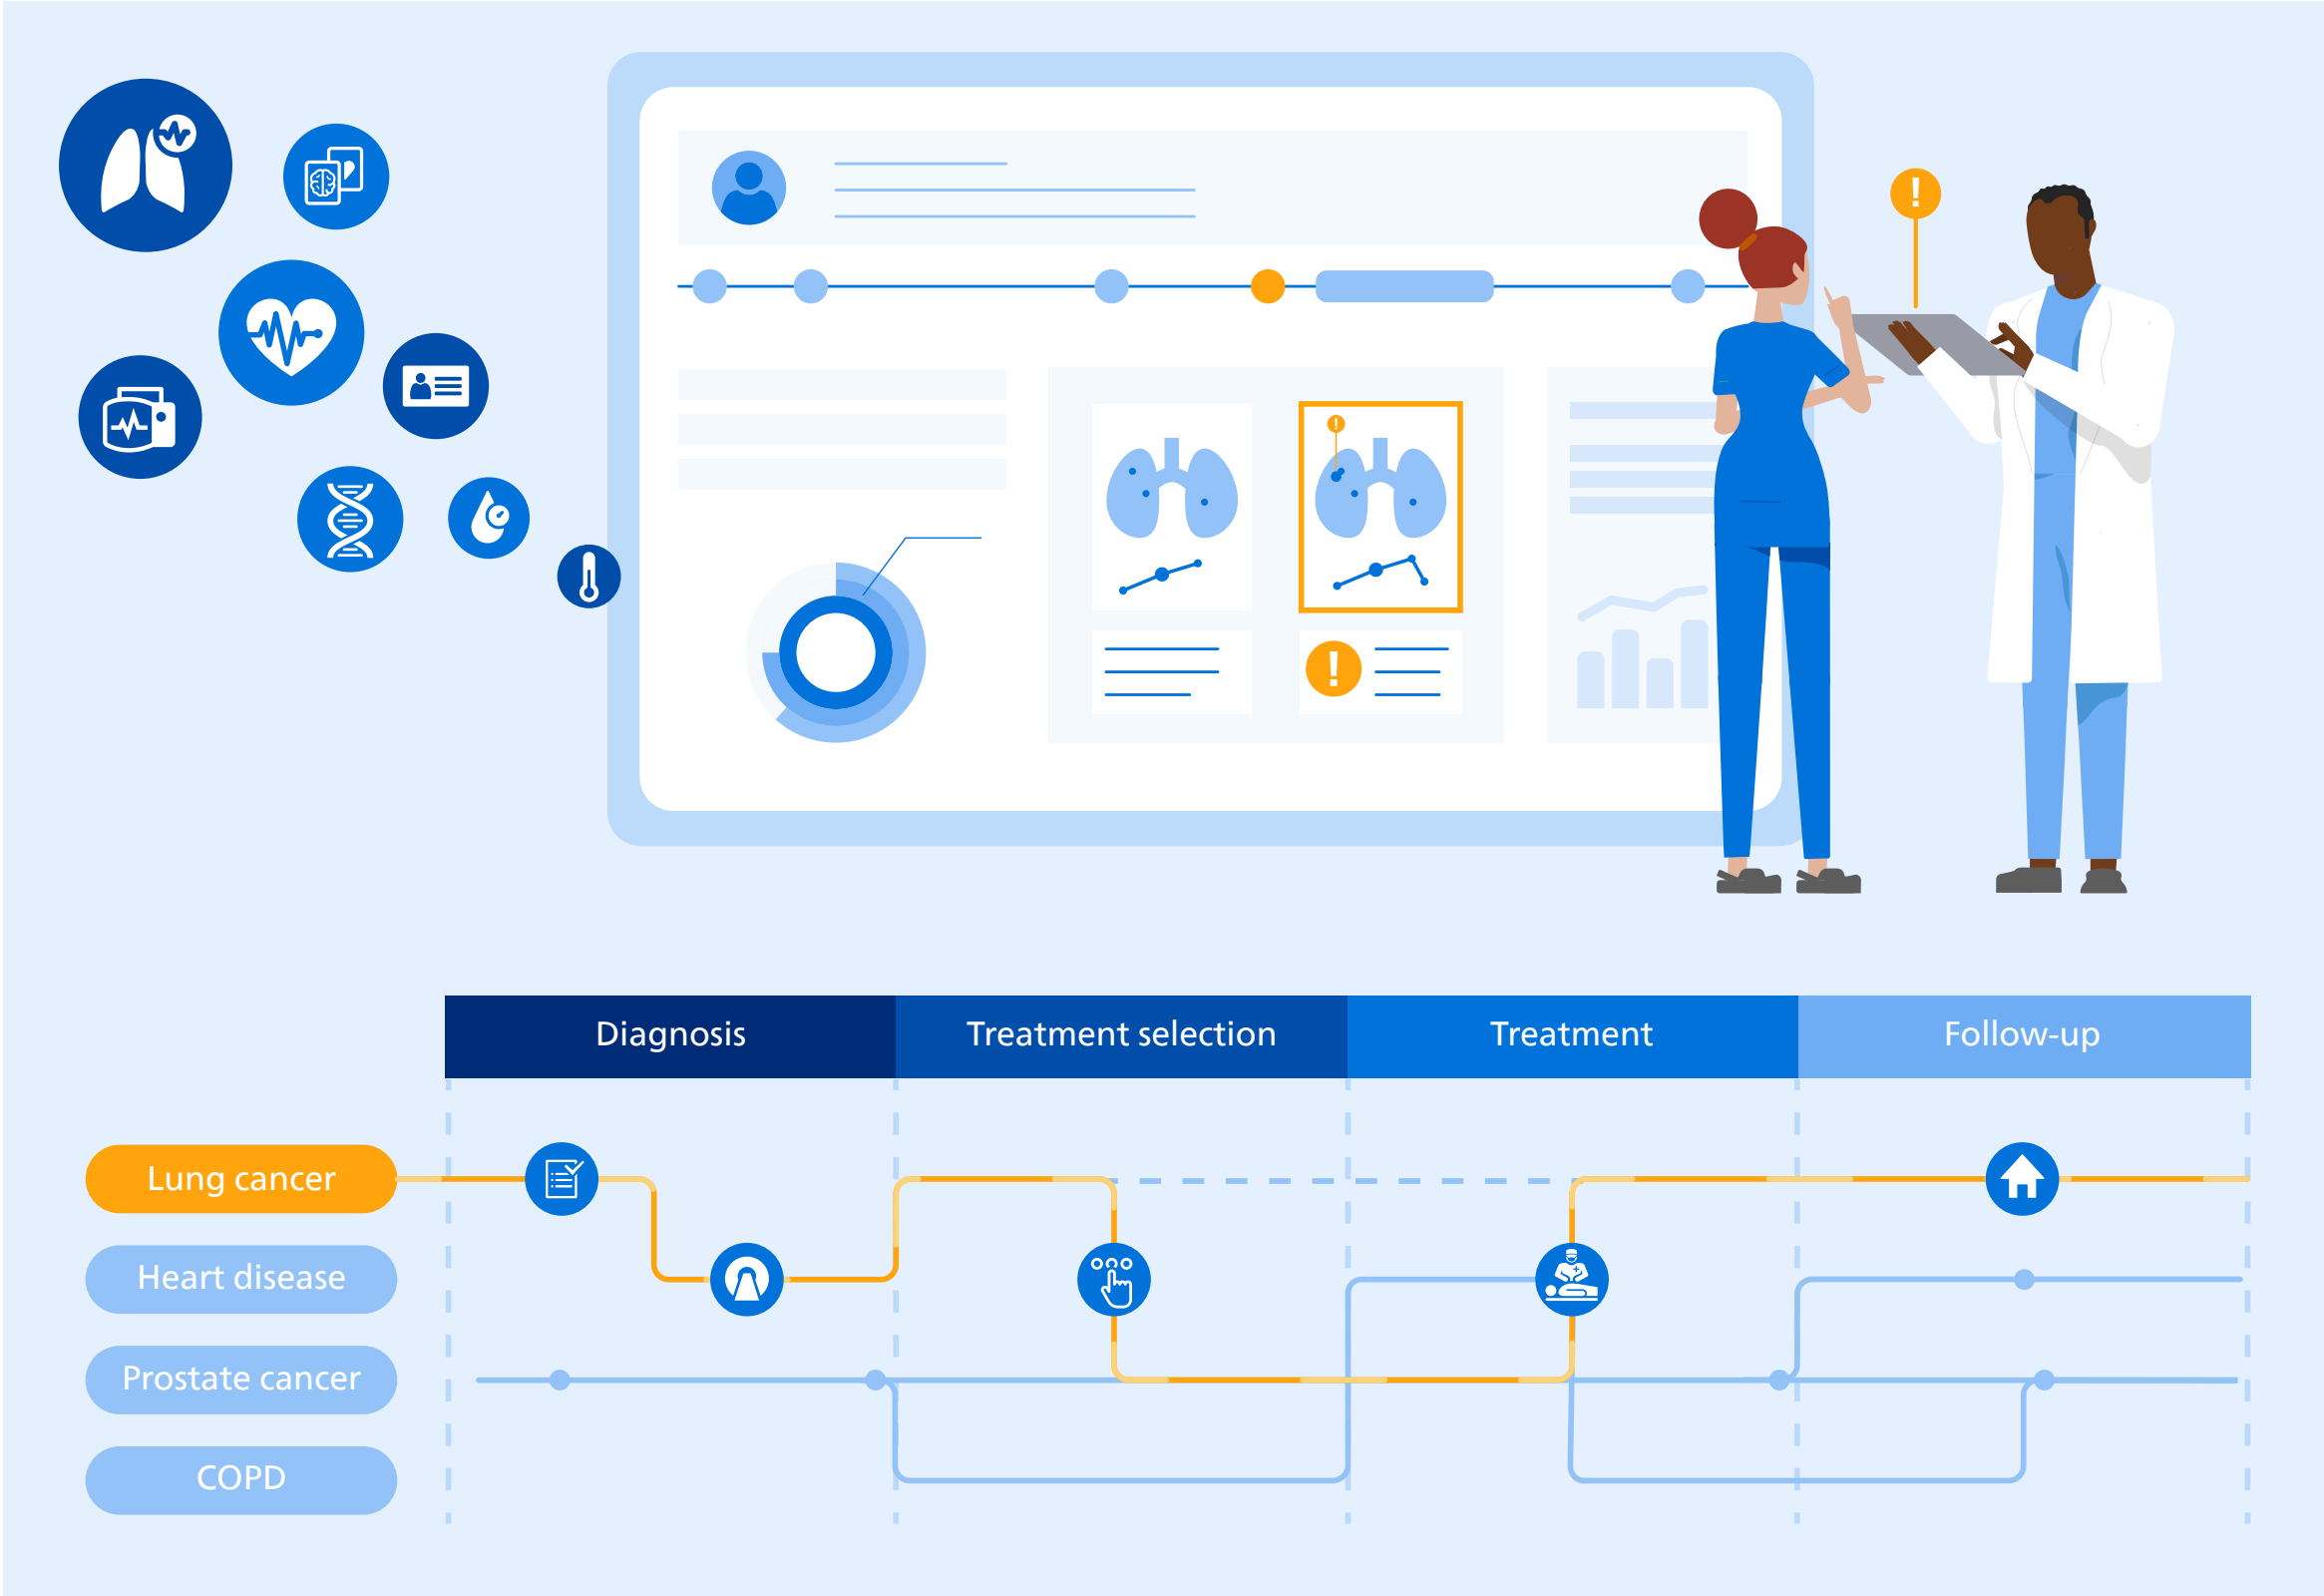 !
!
!
Diagnosis
Treatment selection
Treatment
Follow-up
Lung cancer
Heart disease
Prostate cancer
COPD